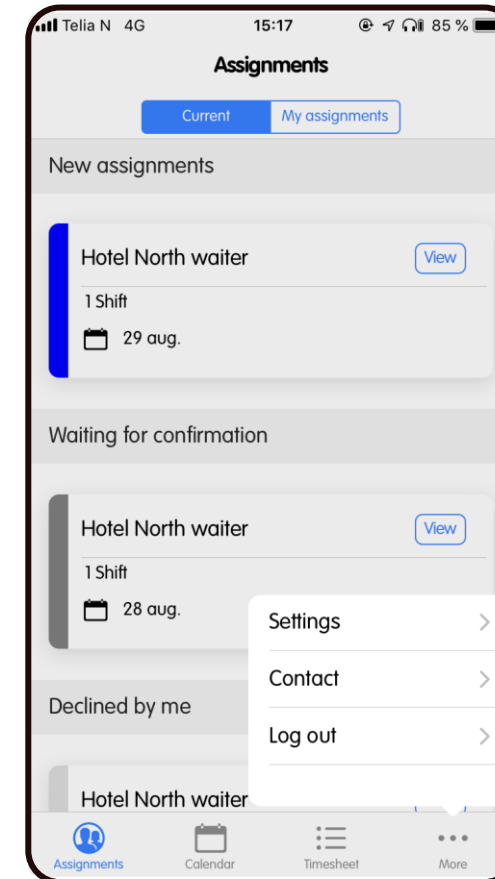 Telia N 4G 15:17 85 %
Assignments
Current My assignments
New assignments
Hotel North waiter View
1 Shift
29 aug.
Waiting for confirmation
Hotel North waiter View
1 Shift
28 aug.
Settings
Contact
Declined by me
Log out
Hotel North waiter
Assignments Calendar Timesheet More